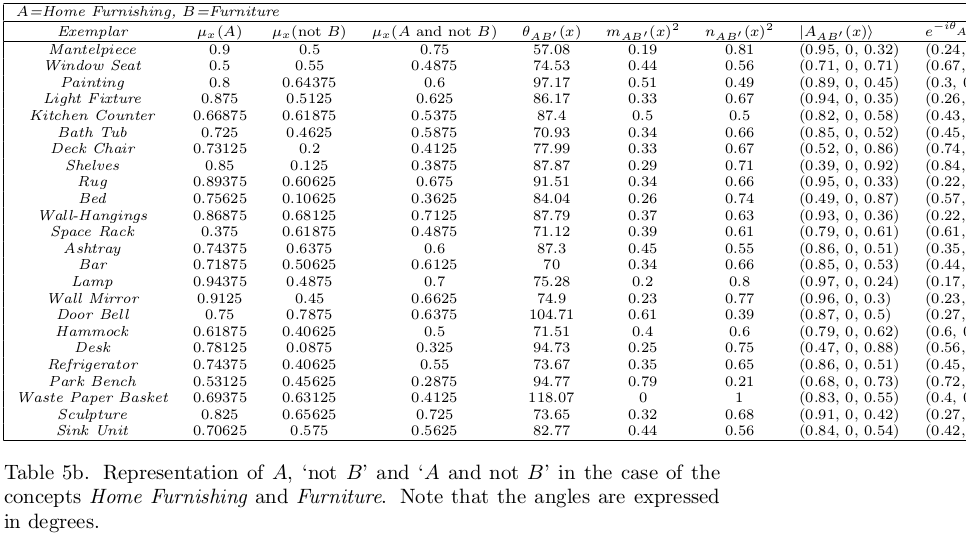 A=Home Furnishing, B=Furniture
Exemplar μx(A) μx(not B) μx(A and not B) θAB′(x) mAB′(x)² nAB′(x)² |AAB′(x)⟩ e^−iθA
Mantelpiece 0.9 0.5 0.75 57.08 0.19 0.81 (0.95, 0, 0.32) (0.24,
Window Seat 0.5 0.55 0.4875 74.53 0.44 0.56 (0.71, 0.71) (0.67,
Painting 0.8 0.64375 0.6 97.17 0.51 0.49 (0.89, 0.45) (0.3, 0
Light Fixture 0.875 0.5125 0.625 86.17 0.33 0.67 (0.94, 0.35) (0.26,
Kitchen Counter 0.66875 0.61875 0.5375 87.4 0.5 0.5 (0.82, 0.58) (0.43,
Bath Tub 0.725 0.4625 0.5875 70.93 0.34 0.66 (0.85, 0.52) (0.45,
Deck Chair 0.73125 0.2 0.4125 77.99 0.33 0.67 (0.52, 0, 0.86) (0.74,
Shelves 0.85 0.125 0.3875 87.87 0.29 0.71 (0.39, 0, 0.92) (0.84,
Rug 0.89375 0.60625 0.675 91.51 0.34 0.66 (0.95, 0, 0.33) (0.22,
Bed 0.75625 0.10625 0.3625 84.04 0.26 0.74 (0.49, 0, 0.87) (0.57,
Wall-Hangings 0.86875 0.68125 0.7125 87.79 0.37 0.63 (0.93, 0, 0.36) (0.22,
Space Rack 0.375 0.61875 0.4875 71.12 0.39 0.61 (0.79, 0, 0.61) (0.61,
Ashtray 0.74375 0.6375 0.6 87.3 0.45 0.55 (0.86, 0, 0.51) (0.35,
Bar 0.71875 0.50625 0.6125 70 0.34 0.66 (0.85, 0, 0.53) (0.44,
Lamp 0.94375 0.4875 0.7 75.28 0.2 0.8 (0.97, 0, 0.24) (0.17,
Wall Mirror 0.9125 0.45 0.6625 74.9 0.23 0.77 (0.96, 0, 0.3) (0.23,
Door Bell 0.75 0.7875 0.6375 104.71 0.61 0.39 (0.87, 0, 0.5) (0.27,
Hammock 0.61875 0.40625 0.5 71.51 0.4 0.6 (0.79, 0, 0.62) (0.6, 0
Desk 0.78125 0.0875 0.325 94.73 0.25 0.75 (0.47, 0, 0.88) (0.56,
Refrigerator 0.74375 0.40625 0.55 73.67 0.35 0.65 (0.86, 0, 0.51) (0.45,
Park Bench 0.53125 0.45625 0.2875 94.77 0.79 0.21 (0.68, 0, 0.73) (0.72,
Waste Paper Basket 0.69375 0.63125 0.4125 118.07 0 1 (0.83, 0, 0.55) (0.4, 0
Sculpture 0.825 0.65625 0.725 73.65 0.32 0.68 (0.91, 0, 0.42) (0.27,
Sink Unit 0.70625 0.575 0.5625 82.77 0.44 0.56 (0.84, 0, 0.54) (0.42,
Table 5b. Representation of A, ‘not B’ and ‘A and not B’ in the case of the
concepts Home Furnishing and Furniture. Note that the angles are expressed
in degrees.